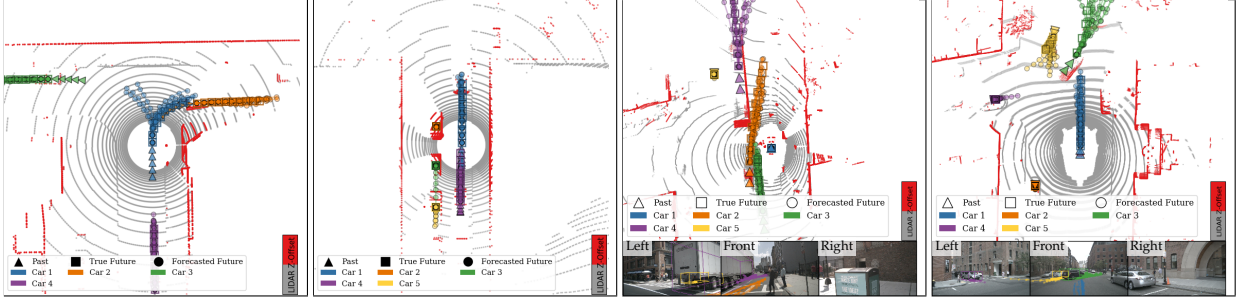 LIDAR Z-Offset
▲ Past ■ True Future ● Forecasted Future
Car 1 Car 2 Car 3
Car 4
LIDAR Z-Offset
▲ Past ■ True Future ● Forecasted Future
Car 1 Car 2 Car 3
Car 4 Car 5
LIDAR Z-Offset
△ Past □ True Future ○ Forecasted Future
Car 1 Car 2 Car 3
Car 4 Car 5
Left Front Right
LIDAR Z-Offset
△ Past □ True Future ○ Forecasted Future
Car 1 Car 2 Car 3
Car 4 Car 5
Left Front Right